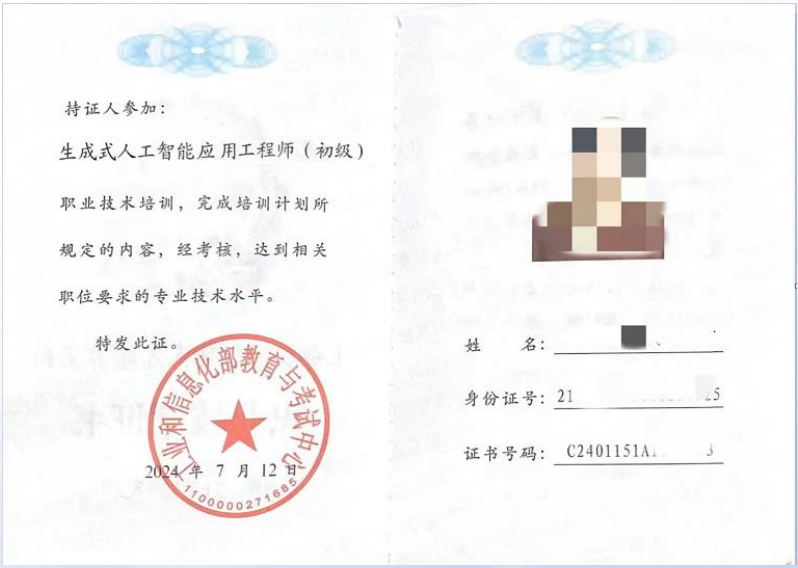 持证人参加：
生成式人工智能应用工程师（初级）
职业技术培训，完成培训计划所
规定的内容，经考核，达到相关
职位要求的专业技术水平。
特发此证。
工业和信息化部教育与考试中心
2024 年 7 月 12 日
1100000271685
姓 名：
身份证号：21 25
证书号码：C2401151A 3